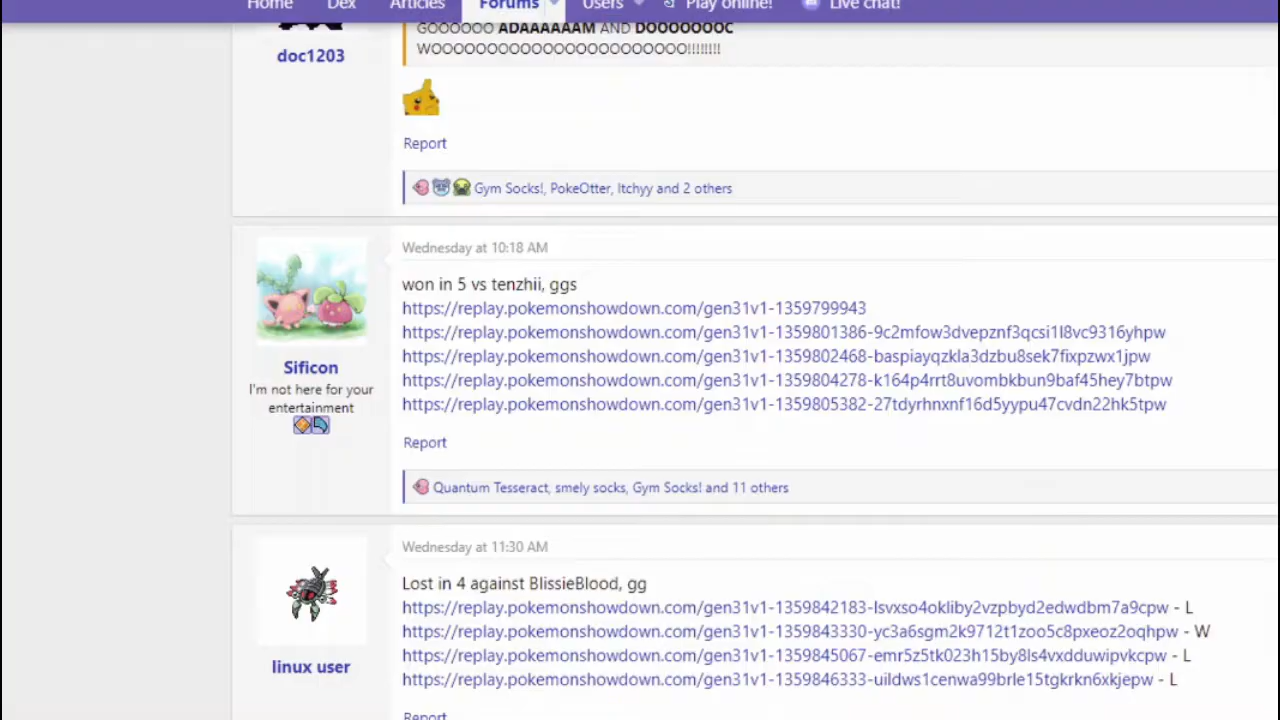 Home Dex Articles Forums Users Play online! Live chat!
GOOOOOO ADAAAAAAM AND DOOOOOOOC
WOOOOOOOOOOOOOOOOOOOOOOO!!!!!!!!
doc1203
Report
Gym Socks!, PokeOtter, Itchyy and 2 others
Wednesday at 10:18 AM
won in 5 vs tenzhii, ggs
https://replay.pokemonshowdown.com/gen31v1-1359799943
https://replay.pokemonshowdown.com/gen31v1-1359801386-9c2mfow3dvepznf3qcsi1l8vc9316yhpw
https://replay.pokemonshowdown.com/gen31v1-1359802468-baspiayqzkla3dzbu8sek7fixpzwx1jpw
https://replay.pokemonshowdown.com/gen31v1-1359804278-k164p4rrt8uvombkbun9baf45hey7btpw
https://replay.pokemonshowdown.com/gen31v1-1359805382-27tdyrhnxnf16d5yypu47cvdn22hk5tpw
Sificon
I'm not here for your
entertainment
Report
Quantum Tesseract, smely socks, Gym Socks! and 11 others
Wednesday at 11:30 AM
Lost in 4 against BlissieBlood, gg
https://replay.pokemonshowdown.com/gen31v1-1359842183-lsvxso4okliby2vzpbyd2edwdbm7a9cpw - L
https://replay.pokemonshowdown.com/gen31v1-1359843330-yc3a6sgm2k9712t1zoo5c8pxeoz2oqhpw - W
https://replay.pokemonshowdown.com/gen31v1-1359845067-emr5z5tk023h15by8ls4vxdduwipvkcpw - L
https://replay.pokemonshowdown.com/gen31v1-1359846333-uildws1cenwa99brle15tgkrkn6xkjepw - L
linux user
Report